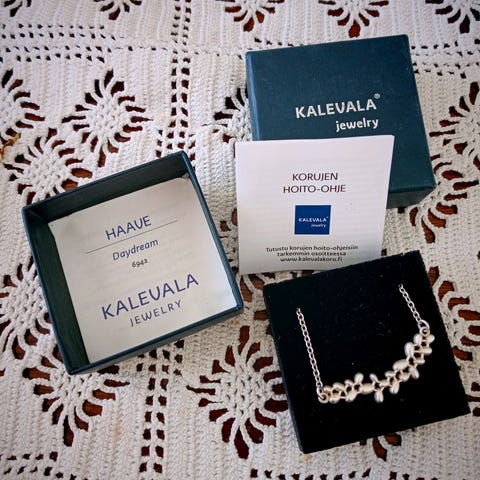 KALEVALA®
jewelry
KORUJEN
HOITO-OHJE
KALEVALA®
jewelry
Tutustu korujen hoito-ohjeisiin
tarkemmin osoitteessa
www.kalevalakoru.fi
HAAVE
Daydream
6942
KALEVALA
JEWELRY